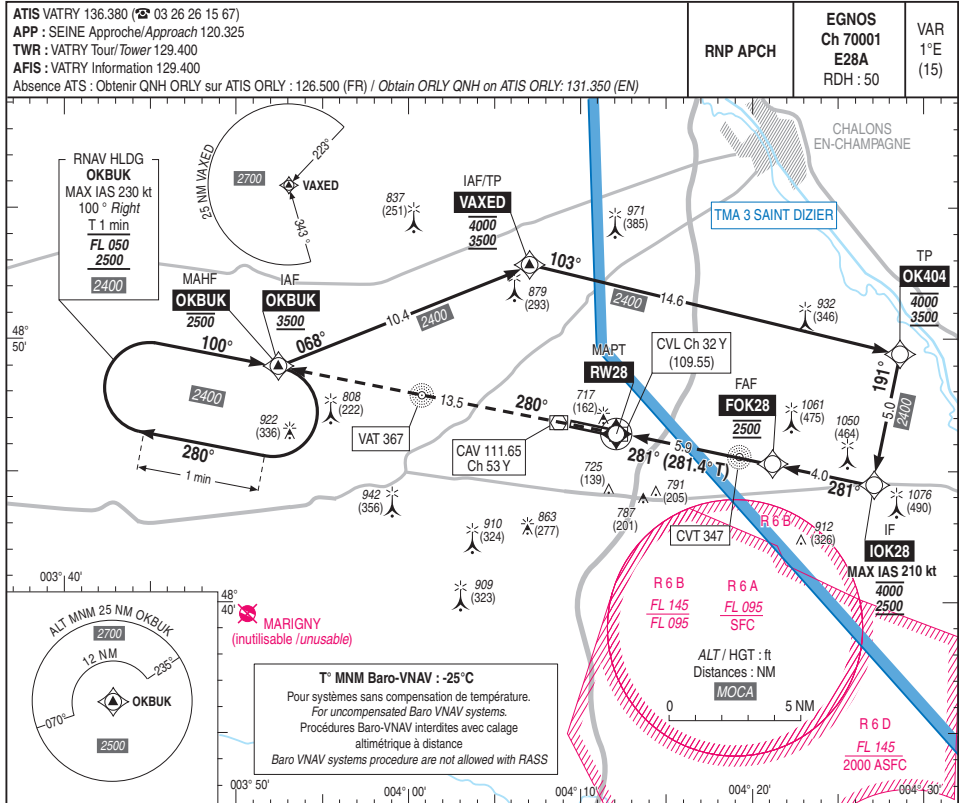 ATIS VATRY 136.380 (☎ 03 26 26 15 67)
APP : SEINE Approche/Approach 120.325
TWR : VATRY Tour/Tower 129.400
AFIS : VATRY Information 129.400
Absence ATS : Obtenir QNH ORLY sur ATIS ORLY : 126.500 (FR) / Obtain ORLY QNH on ATIS ORLY: 131.350 (EN)
RNP APCH
EGNOS
Ch 70001
E28A
RDH : 50
VAR
1°E
(15)
RNAV HLDG
OKBUK
MAX IAS 230 kt
100 ° Right
T 1 min
FL 050
2500
2400
25 NM VAXED
2700
VAXED
223°
343°
837
(251)
IAF/TP
VAXED
4000
3500
971
(385)
CHALONS
EN-CHAMPAGNE
TMA 3 SAINT DIZIER
TP
OK404
4000
3500
MAHF
OKBUK
2500
IAF
OKBUK
3500
103°
879
(293)
14.6
2400
932
(346)
10.4
2400
068°
48°
50'
100°
2400
922
(336)
280°
1 min
808
(222)
VAT 367
13.5
280°
717
(162)
MAPT
RW28
CVL Ch 32 Y
(109.55)
CAV 111.65
Ch 53 Y
FAF
FOK28
2500
1061
(475)
1050
(464)
191°
5.0
2400
5.9
281° (281.4° T)
4.0
281°
1076
(490)
IF
IOK28
MAX IAS 210 kt
4000
2500
942
(356)
910
(324)
863
(277)
725
(139)
787
(201)
791
(205)
CVT 347
912
(326)
R 6 B
909
(323)
003° 40'
48°
40'
MARIGNY
(inutilisable /unusable)
R 6 B
FL 145
FL 095
R 6 A
FL 095
SFC
ALT / HGT : ft
Distances : NM
MOCA
0
5 NM
R 6 D
FL 145
2000 ASFC
ALT MNM 25 NM OKBUK
2700
12 NM
235°
070°
OKBUK
2500
T° MNM Baro-VNAV : -25°C
Pour systèmes sans compensation de température.
For uncompensated Baro VNAV systems.
Procédures Baro-VNAV interdites avec calage
altimétrique à distance
Baro VNAV systems procedure are not allowed with RASS
003° 50'
004° 00'
004° 10'
004° 20'
004° 30'